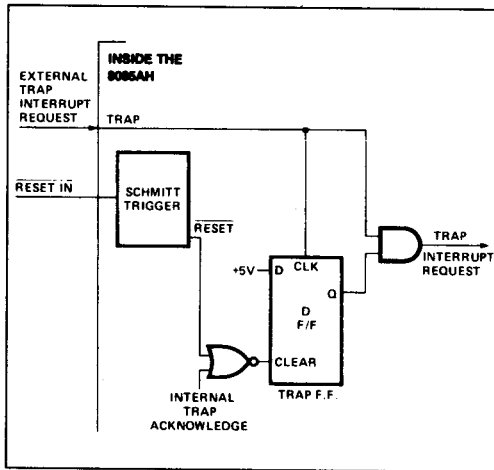 INSIDE THE
8085AH
EXTERNAL
TRAP
INTERRUPT
REQUEST
TRAP
RESET IN
SCHMITT
TRIGGER
RESET
+5V
D
CLK
Q
D
F/F
CLEAR
TRAP F.F.
TRAP
INTERRUPT
REQUEST
INTERNAL
TRAP
ACKNOWLEDGE